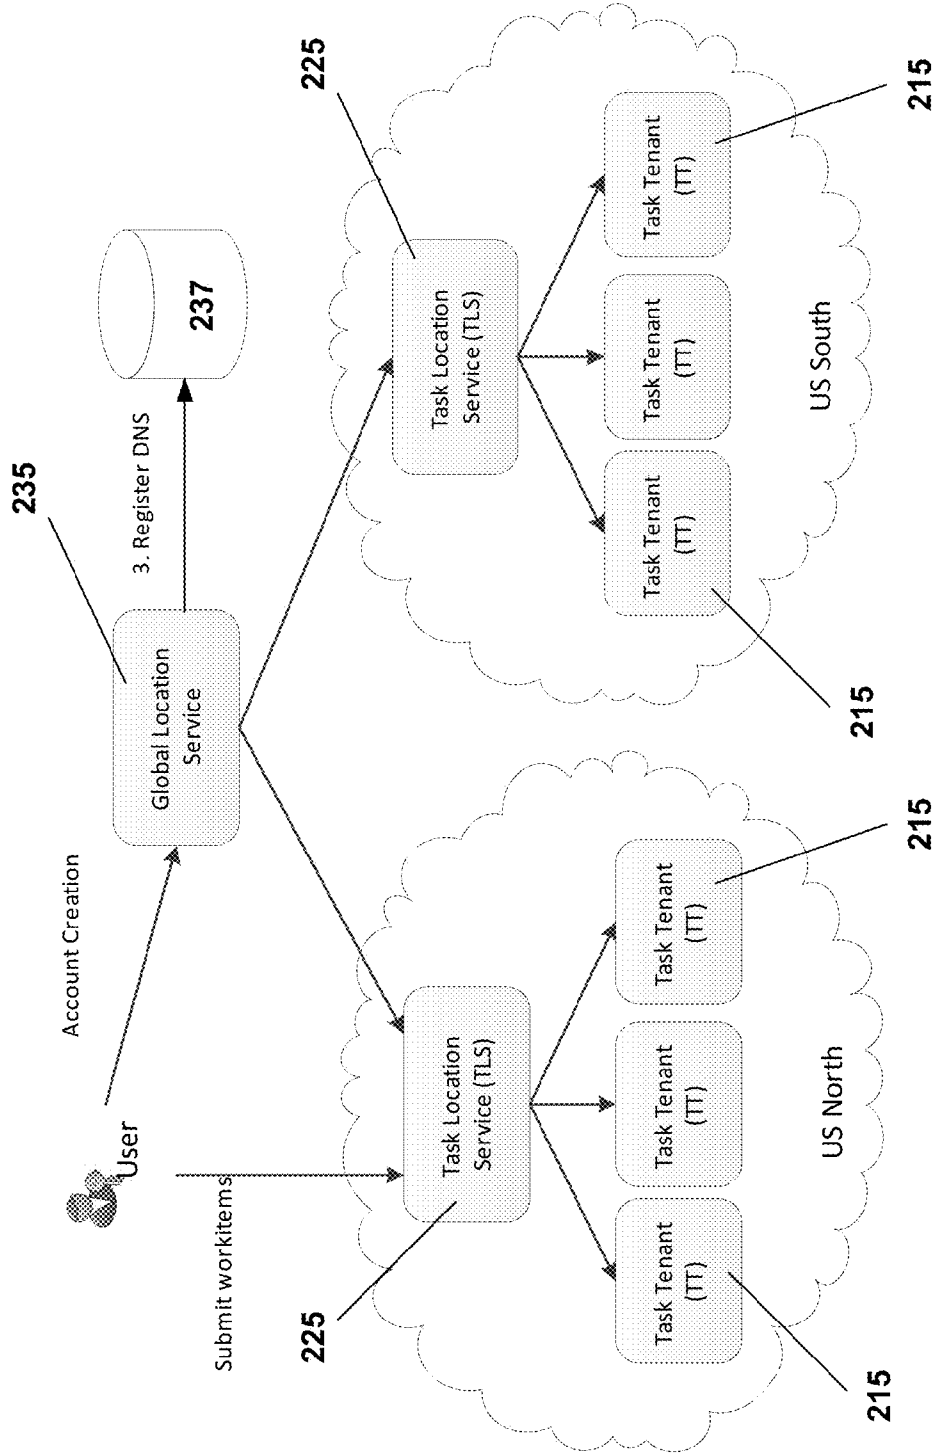 User
Account Creation
Submit workitems
Global Location
Service
235
3. Register DNS
237
225
Task Location
Service (TLS)
Task Tenant
(TT)
Task Tenant
(TT)
Task Tenant
(TT)
215
215
US North
225
Task Location
Service (TLS)
Task Tenant
(TT)
Task Tenant
(TT)
Task Tenant
(TT)
215
215
US South